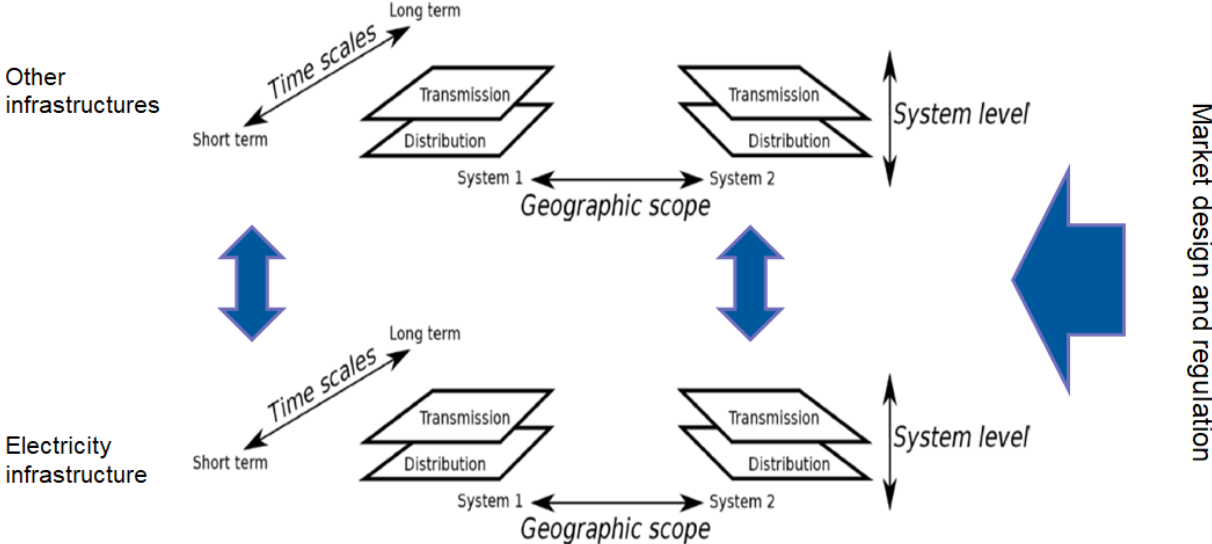 Long term
Time scales
Short term
Other
infrastructures
Transmission
Distribution
Transmission
Distribution
System level
System 1
System 2
Geographic scope
Market design and regulation
Long term
Time scales
Short term
Electricity
infrastructure
Transmission
Distribution
Transmission
Distribution
System level
System 1
System 2
Geographic scope